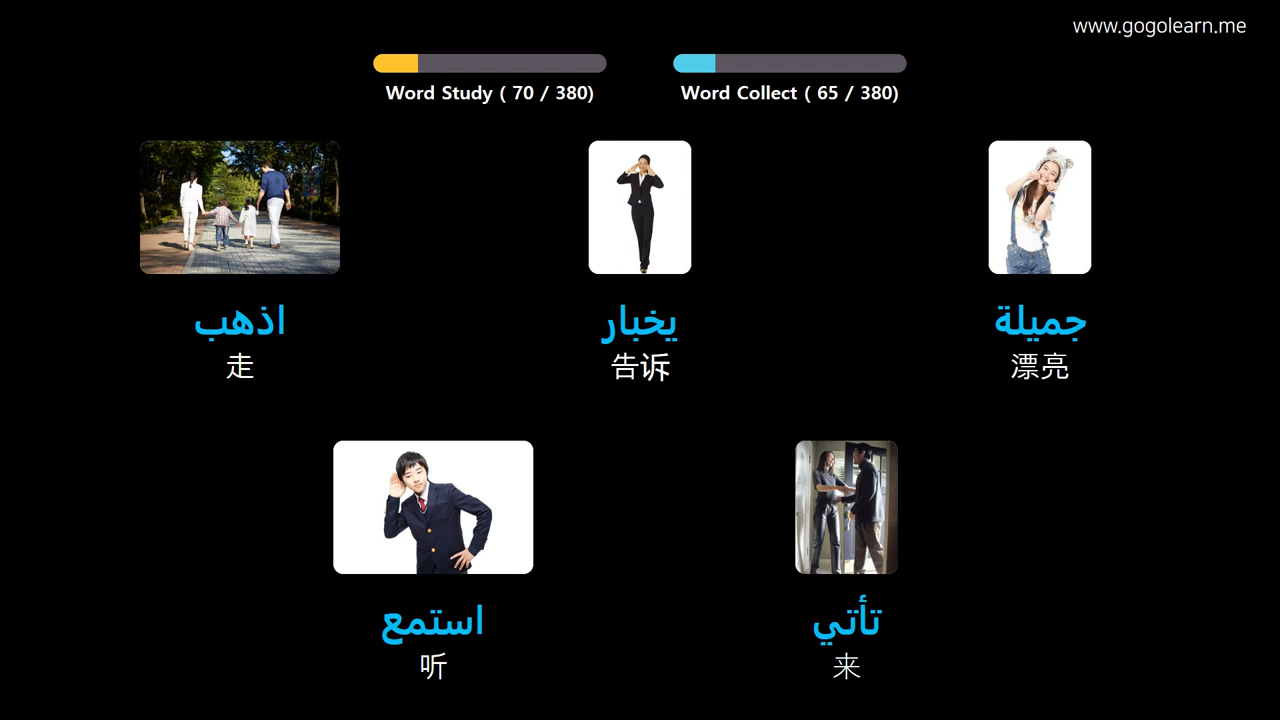 www.gogolearn.me
Word Study ( 70 / 380)
Word Collect ( 65 / 380)
اذهب
走
يخبار
告诉
جميلة
漂亮
استمع
听
تأتي
来